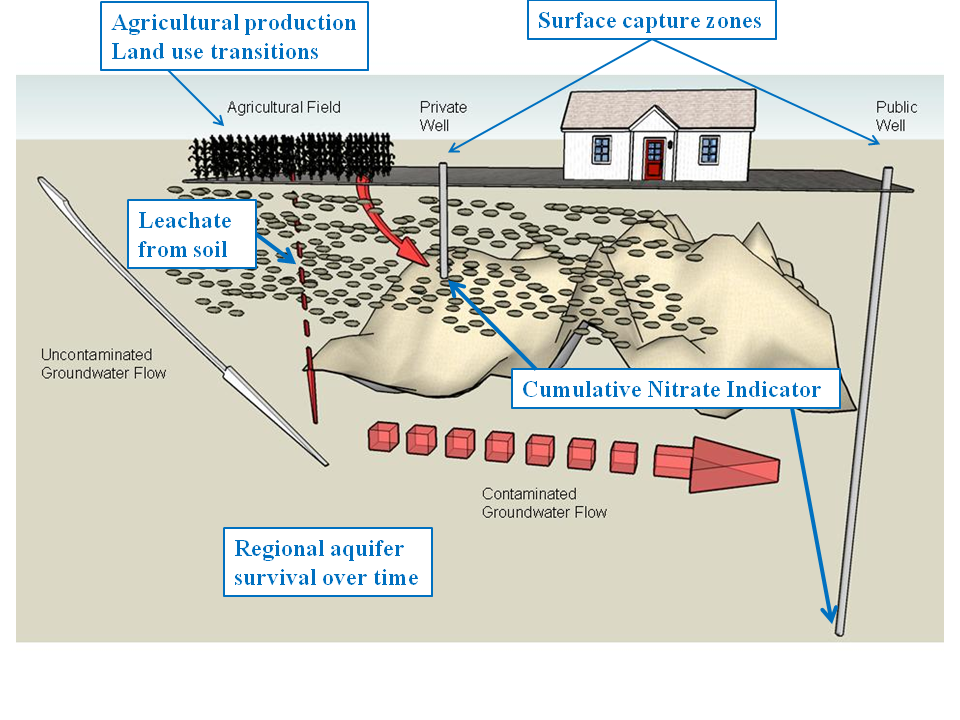 Agricultural production
Land use transitions
Surface capture zones
Agricultural Field
Private
Well
Public
Well
Leachate
from soil
Uncontaminated
Groundwater Flow
Cumulative Nitrate Indicator
Contaminated
Groundwater Flow
Regional aquifer
survival over time